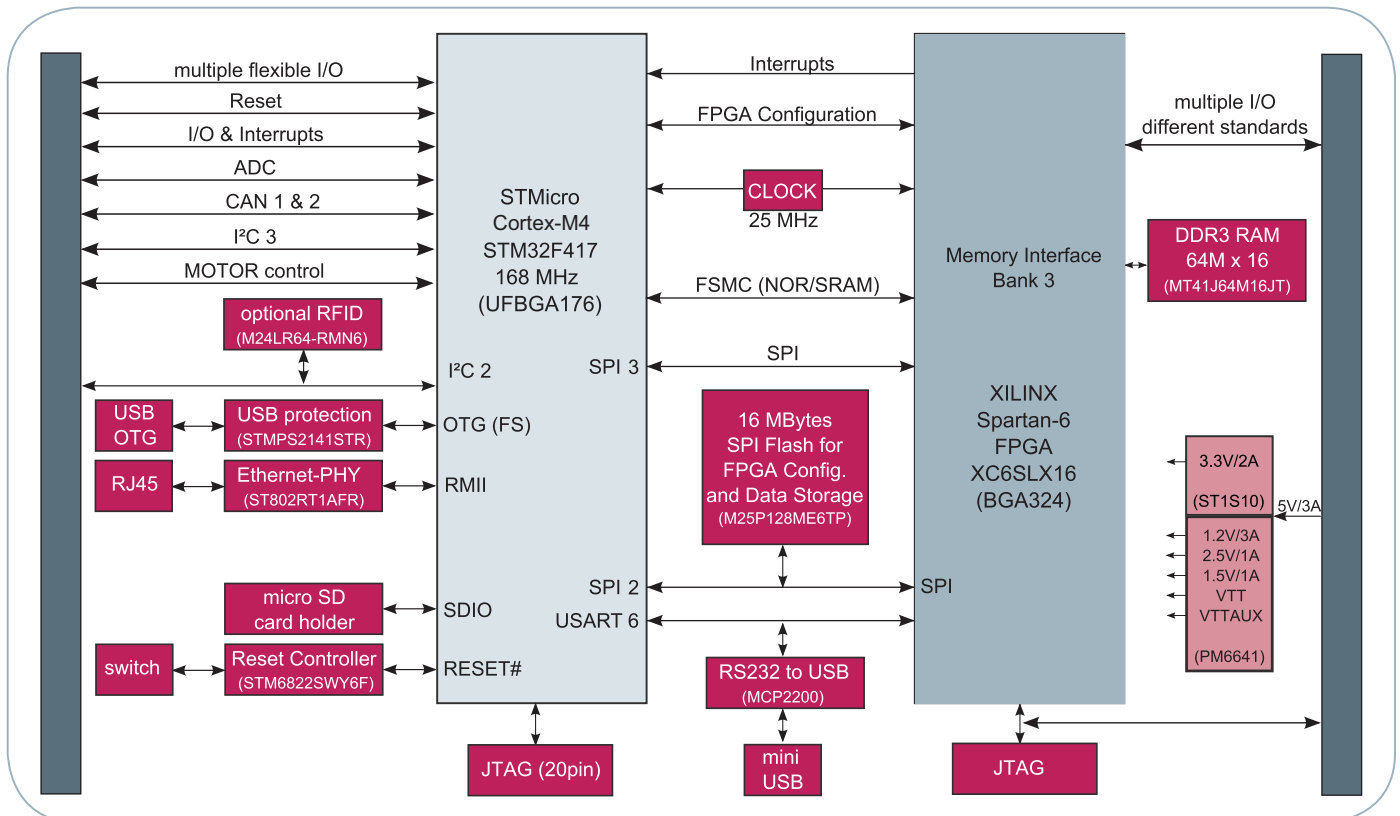 multiple flexible I/O
Reset
I/O & Interrupts
ADC
CAN 1 & 2
I²C 3
MOTOR control
optional RFID
(M24LR64-RMN6)
I²C 2
USB
OTG
USB protection
(STMPS2141STR)
OTG (FS)
RJ45
Ethernet-PHY
(ST802RT1AFR)
RMII
micro SD
card holder
SDIO
switch
Reset Controller
(STM6822SWY6F)
RESET#
STMicro
Cortex-M4
STM32F417
168 MHz
(UFBGA176)
SPI 3
SPI 2
USART 6
JTAG (20pin)
Interrupts
FPGA Configuration
CLOCK
25 MHz
FSMC (NOR/SRAM)
SPI
16 MBytes
SPI Flash for
FPGA Config.
and Data Storage
(M25P128ME6TP)
RS232 to USB
(MCP2200)
mini
USB
Memory Interface
Bank 3
XILINX
Spartan-6
FPGA
XC6SLX16
(BGA324)
SPI
JTAG
multiple I/O
different standards
DDR3 RAM
64M x 16
(MT41J64M16JT)
3.3V/2A
(ST1S10)
5V/3A
1.2V/3A
2.5V/1A
1.5V/1A
VTT
VTTAUX
(PM6641)